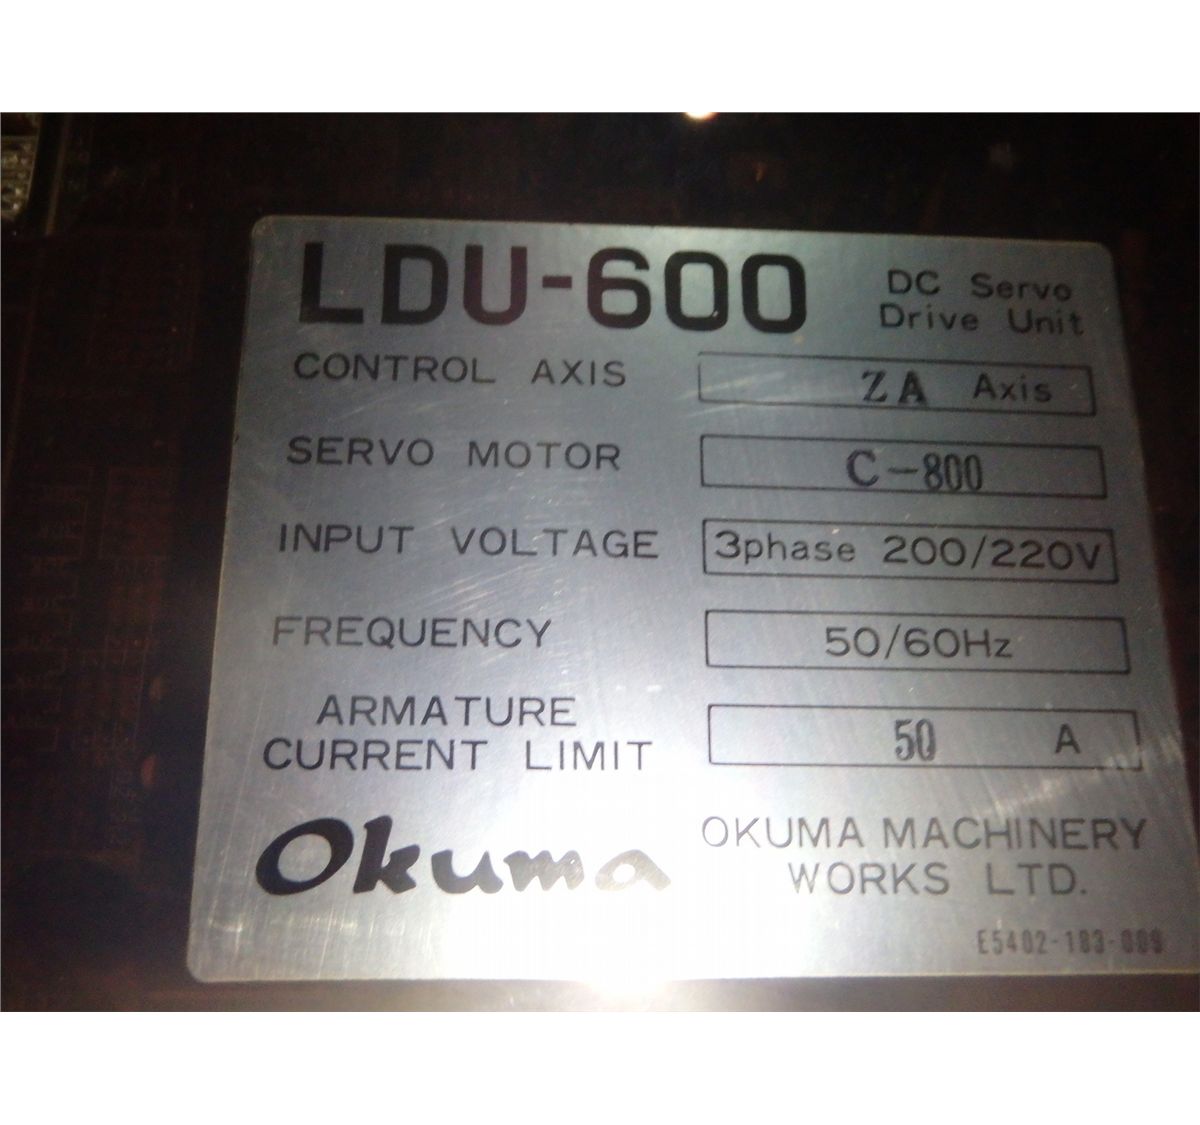 LDU-600 DC Servo
Drive Unit
CONTROL AXIS ZA Axis
SERVO MOTOR C-800
INPUT VOLTAGE 3phase 200/220V
FREQUENCY 50/60Hz
ARMATURE
CURRENT LIMIT 50 A
Okuma OKUMA MACHINERY
WORKS LTD.